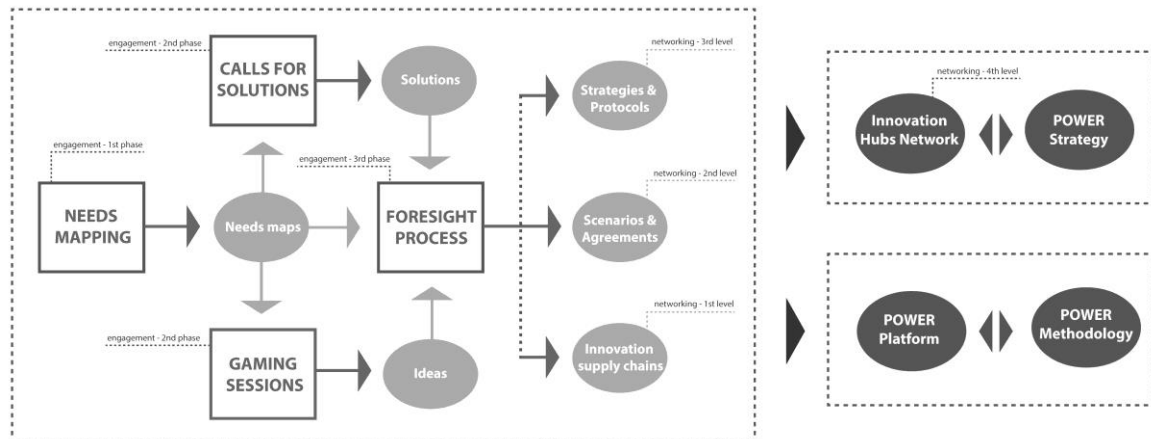 engagement - 2nd phase
CALLS FOR
SOLUTIONS
Solutions
networking - 3rd level
Strategies &
Protocols
engagement - 1st phase
NEEDS
MAPPING
Needs maps
engagement - 3rd phase
FORESIGHT
PROCESS
networking - 2nd level
Scenarios &
Agreements
engagement - 2nd phase
GAMING
SESSIONS
Ideas
networking - 1st level
Innovation
supply chains
networking - 4th level
Innovation
Hubs Network
POWER
Strategy
POWER
Platform
POWER
Methodology